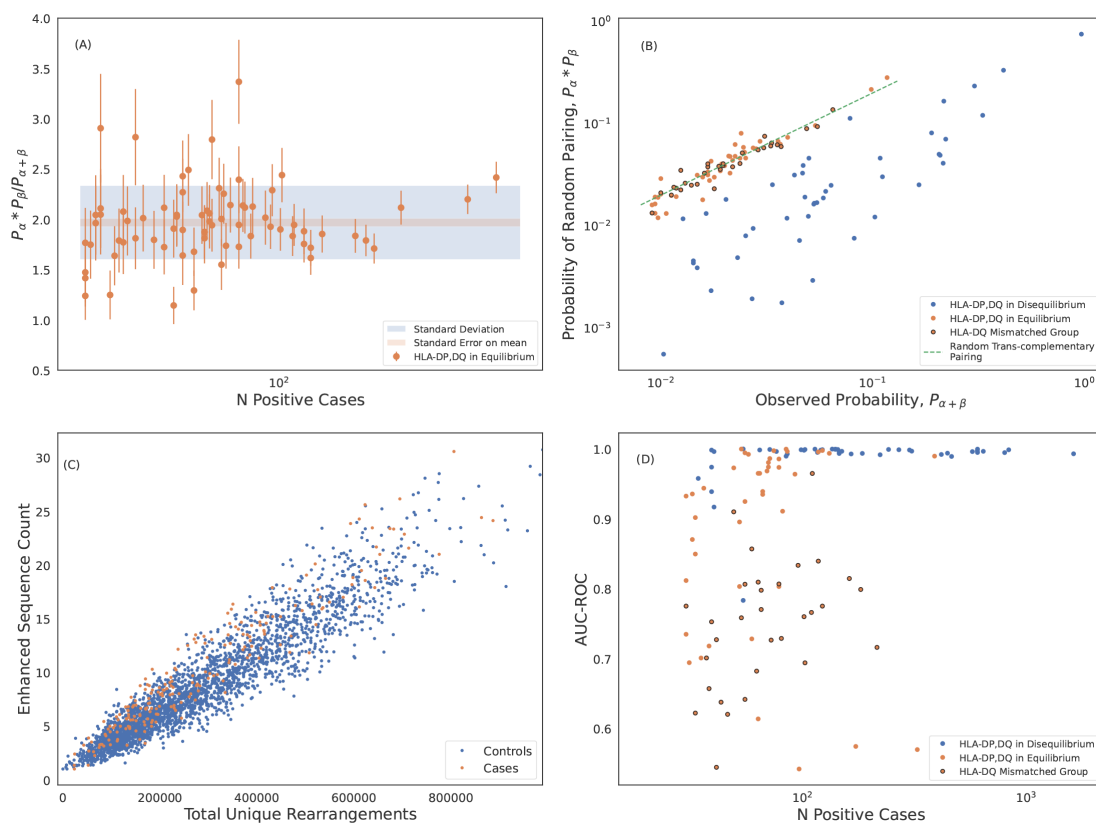 4.0
3.5
3.0
2.5
2.0
1.5
1.0
0.5
(A)
Pα * Pβ/Pα + β
Standard Deviation
Standard Error on mean
HLA-DP,DQ in Equilibrium
10²
N Positive Cases
10⁰
10⁻¹
10⁻²
10⁻³
(B)
Probability of Random Pairing, Pα * Pβ
HLA-DP,DQ in Disequilibrium
HLA-DP,DQ in Equilibrium
HLA-DQ Mismatched Group
Random Trans-complementary
Pairing
10⁻²
10⁻¹
10⁰
Observed Probability, Pα + β
30
25
20
15
10
5
0
(C)
Enhanced Sequence Count
Controls
Cases
0
200000
400000
600000
800000
Total Unique Rearrangements
1.0
0.9
0.8
0.7
0.6
(D)
AUC-ROC
HLA-DP,DQ in Disequilibrium
HLA-DP,DQ in Equilibrium
HLA-DQ Mismatched Group
10²
10³
N Positive Cases